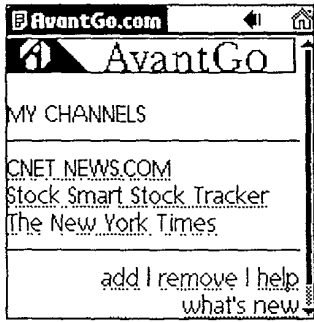 AvantGo.com
AvantGo
MY CHANNELS
CNET NEWS.COM
Stock Smart Stock Tracker
The New York Times
add | remove | help
what's new